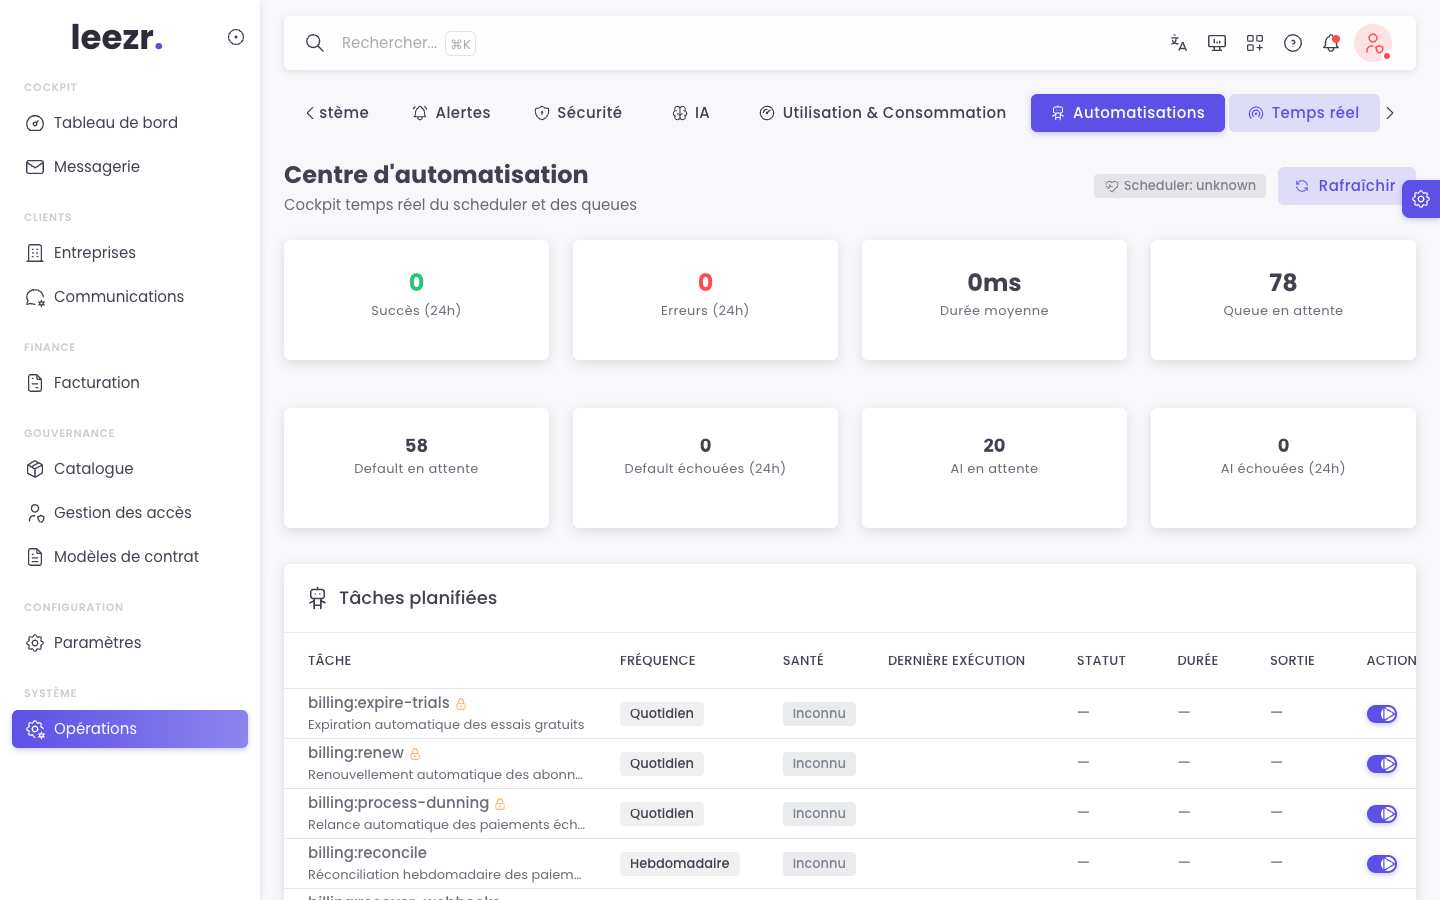 leezr.
COCKPIT
Tableau de bord
Messagerie
CLIENTS
Entreprises
Communications
FINANCE
Facturation
GOUVERNANCE
Catalogue
Gestion des accès
Modèles de contrat
CONFIGURATION
Paramètres
SYSTÈME
Opérations
Rechercher... ⌘K
stème Alertes Sécurité IA Utilisation & Consommation Automatisations Temps réel
Centre d'automatisation
Cockpit temps réel du scheduler et des queues
Scheduler: unknown Rafraîchir
0 0 0ms 78
Succès (24h) Erreurs (24h) Durée moyenne Queue en attente
58 0 20 0
Default en attente Default échouées (24h) AI en attente AI échouées (24h)
Tâches planifiées
TÂCHE FRÉQUENCE SANTÉ DERNIÈRE EXÉCUTION STATUT DURÉE SORTIE ACTION
billing:expire-trials
Expiration automatique des essais gratuits
Quotidien Inconnu — — —
billing:renew
Renouvellement automatique des abonn...
Quotidien Inconnu — — —
billing:process-dunning
Relance automatique des paiements éch...
Quotidien Inconnu — — —
billing:reconcile
Réconciliation hebdomadaire des paiem...
Hebdomadaire Inconnu — — —